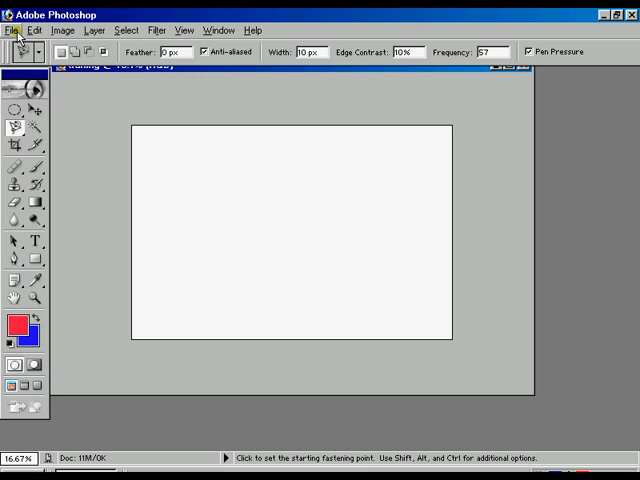 Adobe Photoshop
File Edit Image Layer Select Filter View Window Help
Feather: 0 px Anti-aliased Width: 10 px Edge Contrast: 10% Frequency: 57 Pen Pressure
T
16.67% Doc: 11M/0K Click to set the starting fastening point. Use Shift, Alt, and Ctrl for additional options.